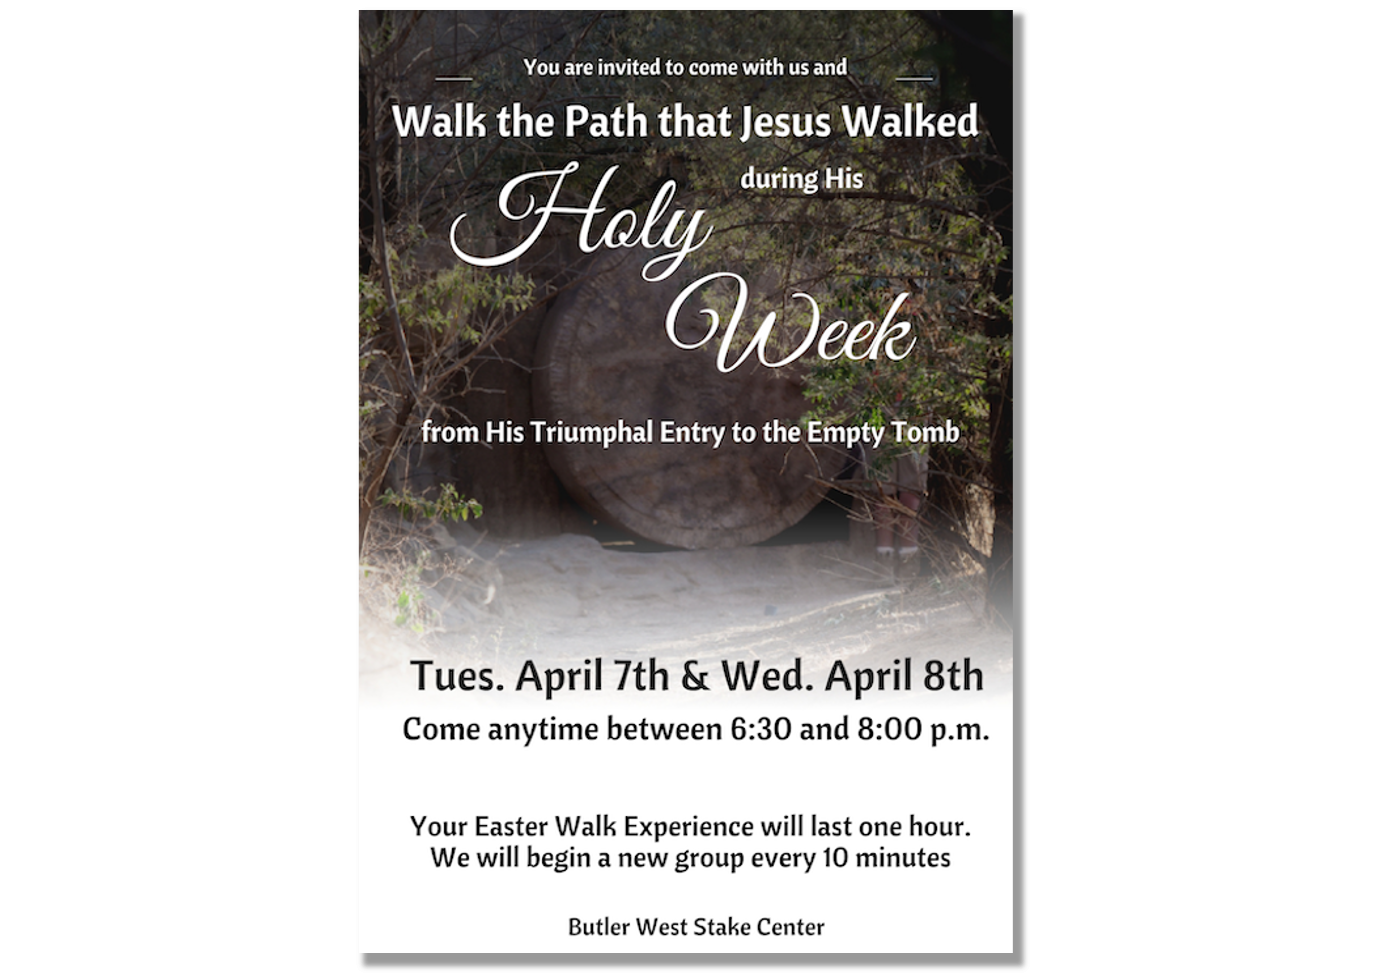 You are invited to come with us and
Walk the Path that Jesus Walked
during His
Holy
Week
from His Triumphal Entry to the Empty Tomb
Tues. April 7th & Wed. April 8th
Come anytime between 6:30 and 8:00 p.m.
Your Easter Walk Experience will last one hour.
We will begin a new group every 10 minutes
Butler West Stake Center